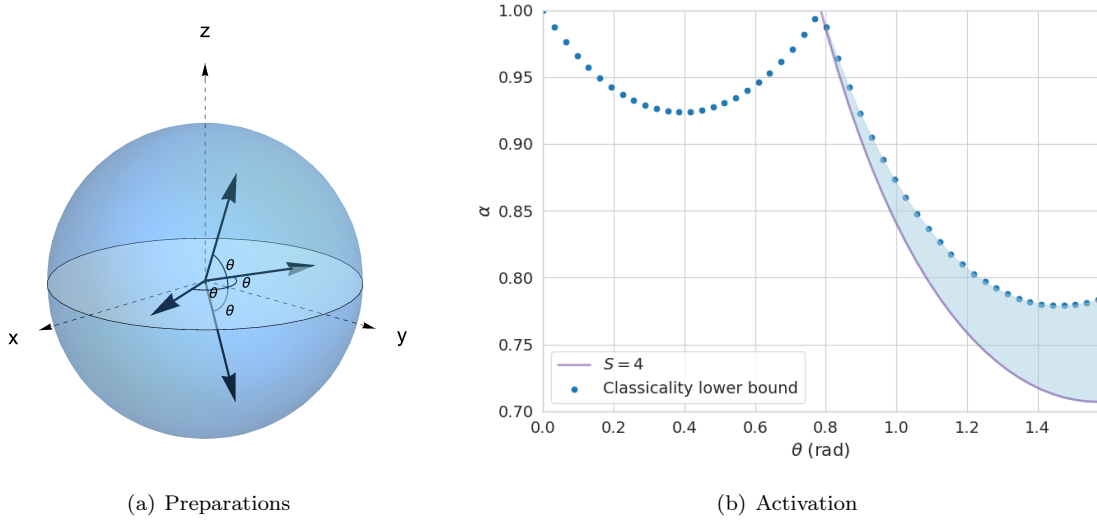 z
θ
θ
θ
θ
x
y
(a) Preparations
1.00
0.95
0.90
0.85
0.80
0.75
0.70
α
S = 4
Classicality lower bound
0.0 0.2 0.4 0.6 0.8 1.0 1.2 1.4
θ (rad)
(b) Activation